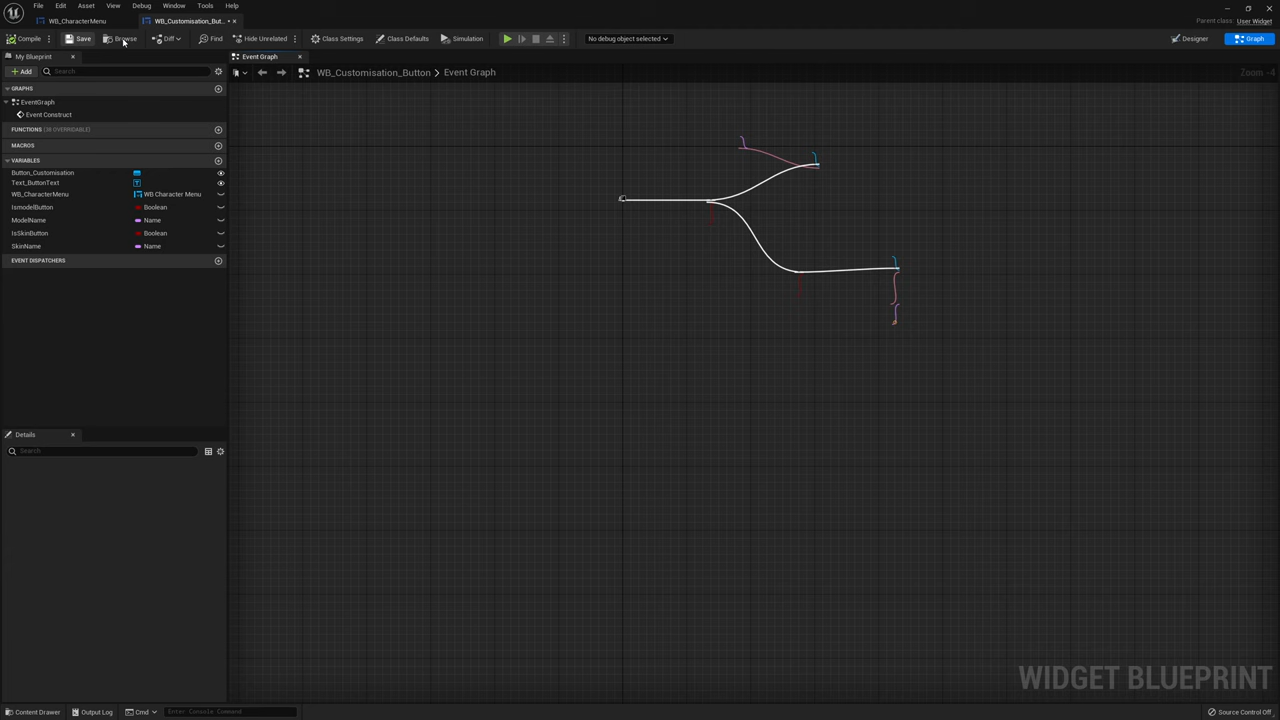 File Edit Asset View Debug Window Tools Help
WB_CharacterMenu
WB_Customisation_But...
Parent class: User Widget
Compile Save Browse Diff Find Hide Unrelated Class Settings Class Defaults Simulation No debug object selected Designer Graph
My Blueprint
Event Graph
Add Search
WB_Customisation_Button > Event Graph
Zoom -4
GRAPHS
EventGraph
Event Construct
FUNCTIONS (38 OVERRIDABLE)
MACROS
VARIABLES
Button_Customisation
Text_ButtonText
WB_CharacterMenu WB Character Menu
IsmodelButton Boolean
ModelName Name
IsSkinButton Boolean
SkinName Name
EVENT DISPATCHERS
Details
Search
WIDGET BLUEPRINT
Content Drawer Output Log Cmd Enter Console Command Source Control Off